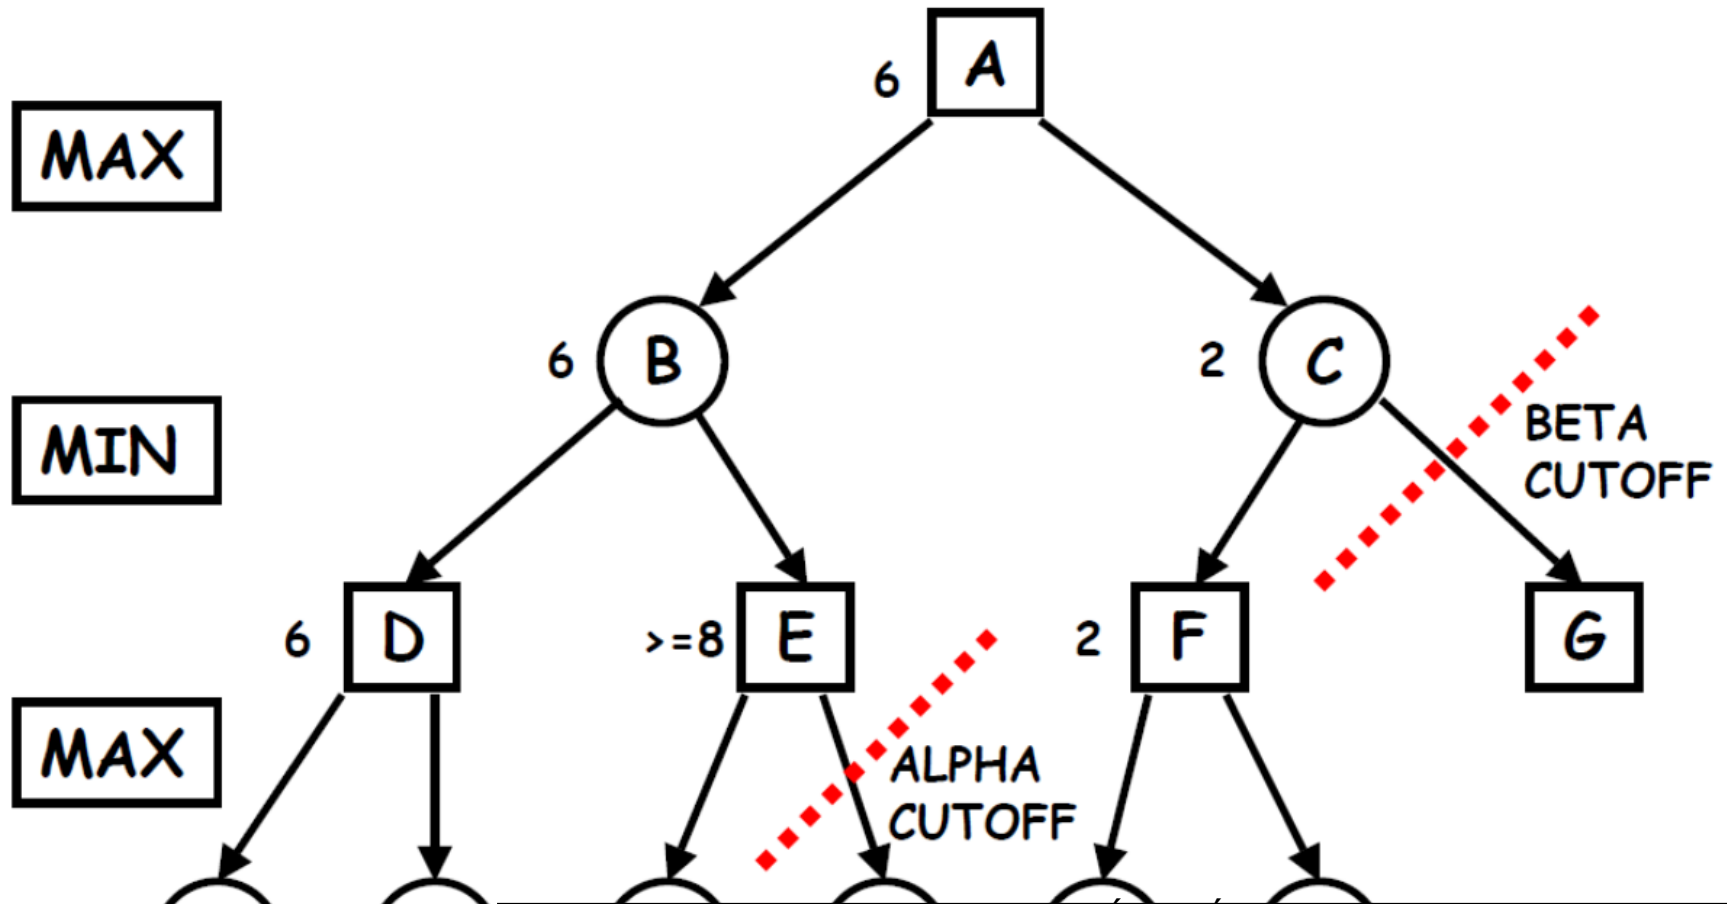 6 A
MAX
6 B
2 C
MIN
BETA
CUTOFF
6 D
>=8 E
2 F
G
MAX
ALPHA
CUTOFF